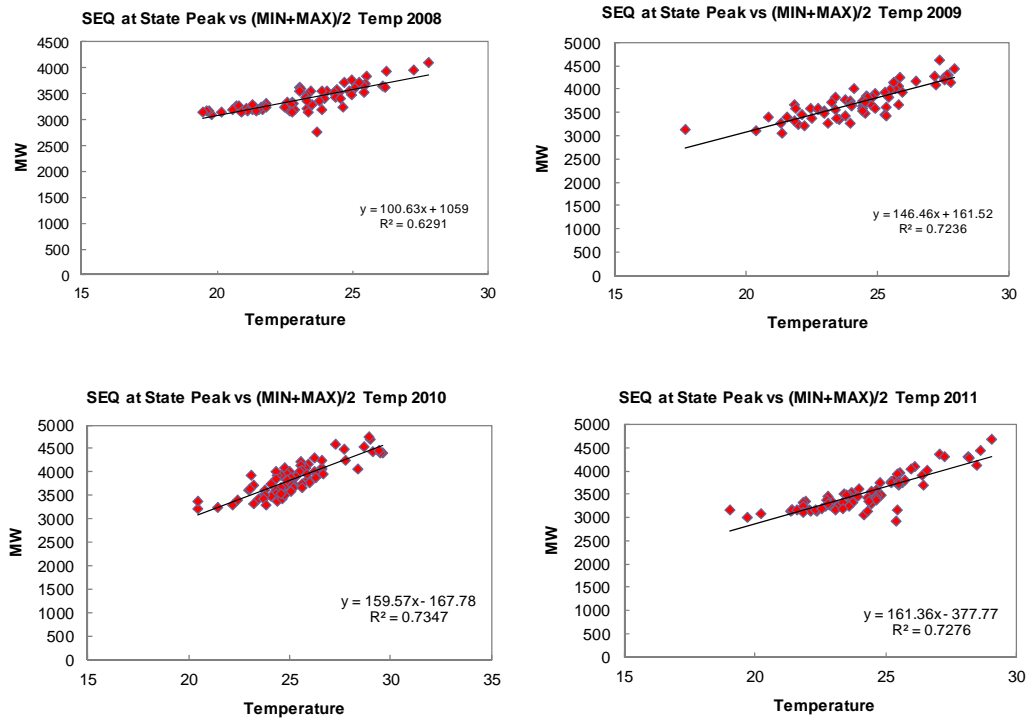 SEQ at State Peak vs (MIN+MAX)/2 Temp 2008
4500
4000
3500
3000
2500
2000
1500
1000
500
0
MW
y = 100.63x + 1059
R² = 0.6291
15 20 25 30
Temperature
SEQ at State Peak vs (MIN+MAX)/2 Temp 2009
5000
4500
4000
3500
3000
2500
2000
1500
1000
500
0
MW
y = 146.46x + 161.52
R² = 0.7236
15 20 25 30
Temperature
SEQ at State Peak vs (MIN+MAX)/2 Temp 2010
5000
4500
4000
3500
3000
2500
2000
1500
1000
500
0
MW
y = 159.57x - 167.78
R² = 0.7347
15 20 25 30 35
Temperature
SEQ at State Peak vs (MIN+MAX)/2 Temp 2011
5000
4500
4000
3500
3000
2500
2000
1500
1000
500
0
MW
y = 161.36x - 377.77
R² = 0.7276
15 20 25 30
Temperature